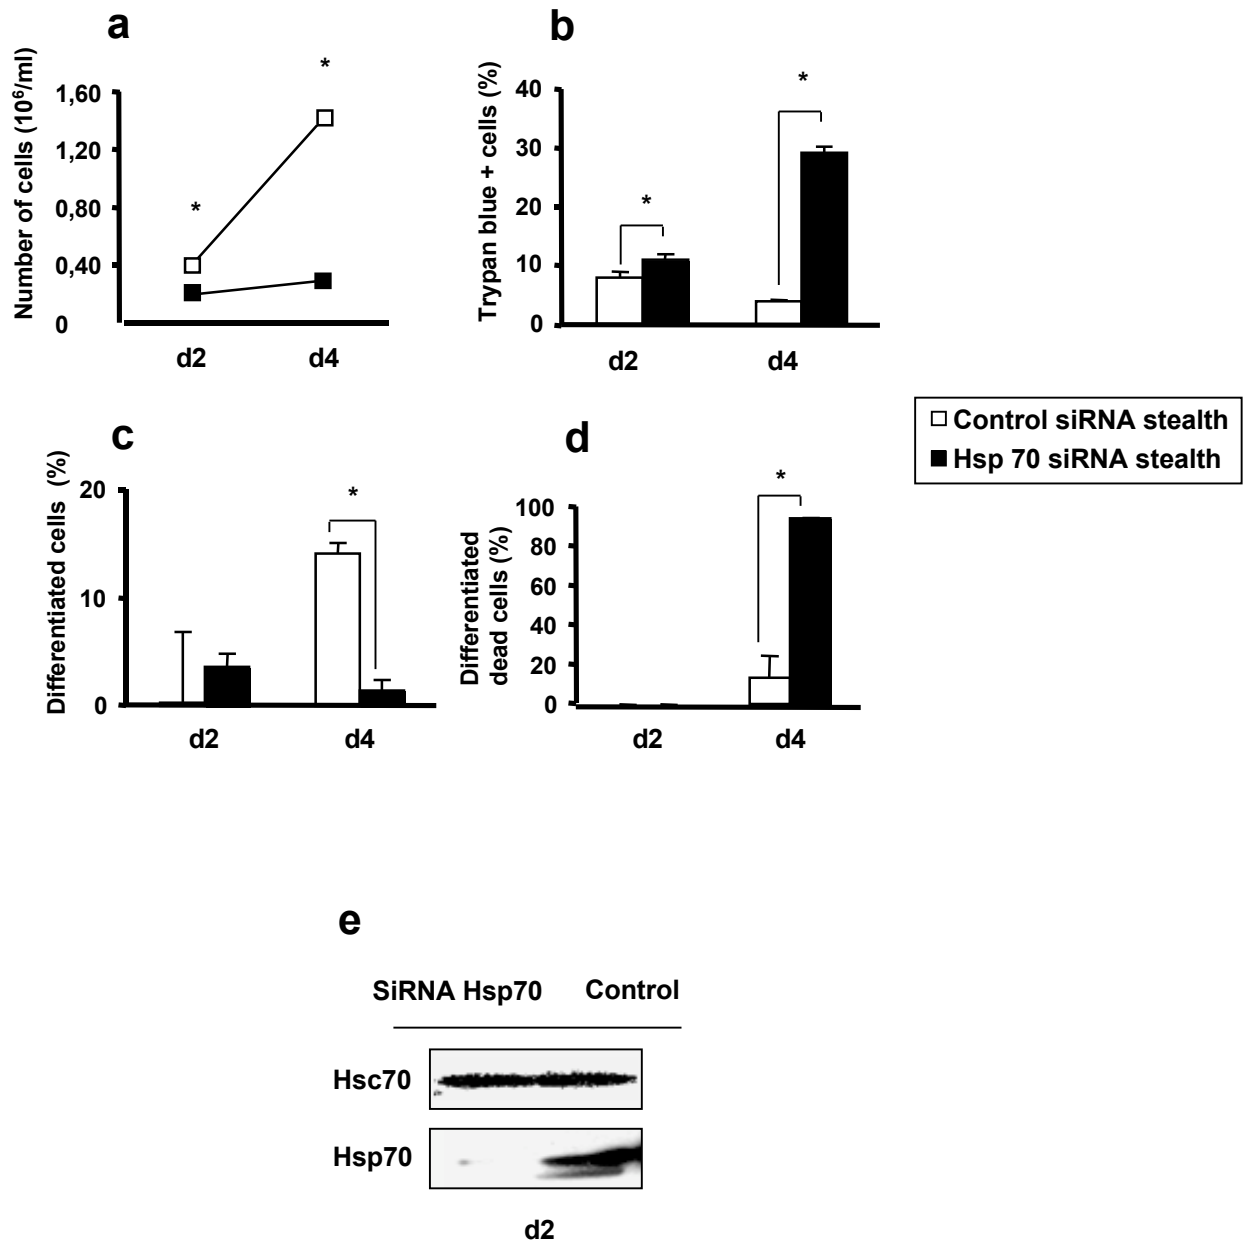 a
Number of cells (10⁶/ml)
1,60
1,20
0,80
0,40
0
*
*
d2
d4
b
Trypan blue + cells (%)
40
30
20
10
0
*
*
d2
d4
Control siRNA stealth
Hsp 70 siRNA stealth
c
Differentiated cells (%)
20
10
0
*
d2
d4
d
Differentiated
dead cells (%)
100
80
60
40
20
0
*
d2
d4
e
SiRNA Hsp70 Control
Hsc70
Hsp70
d2